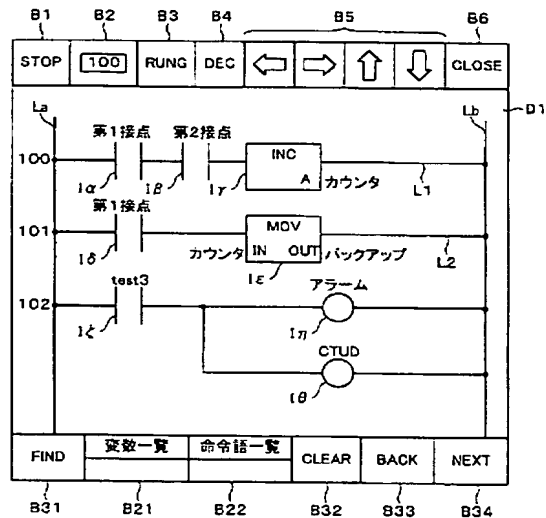 B1 B2 B3 B4 B5 B6
STOP 100 RUNG DEC CLOSE
La Lb D1
第1接点 第2接点
100 INC
A カウンタ
Iα Iβ Iγ L1
第1接点
101 MOV
カウンタ IN OUT バックアップ
Iδ Iε L2
test3 アラーム
102
Iζ Iη
CTUD
Iθ
FIND 変数一覧 命令語一覧 CLEAR BACK NEXT
B31 B21 B22 B32 B33 B34